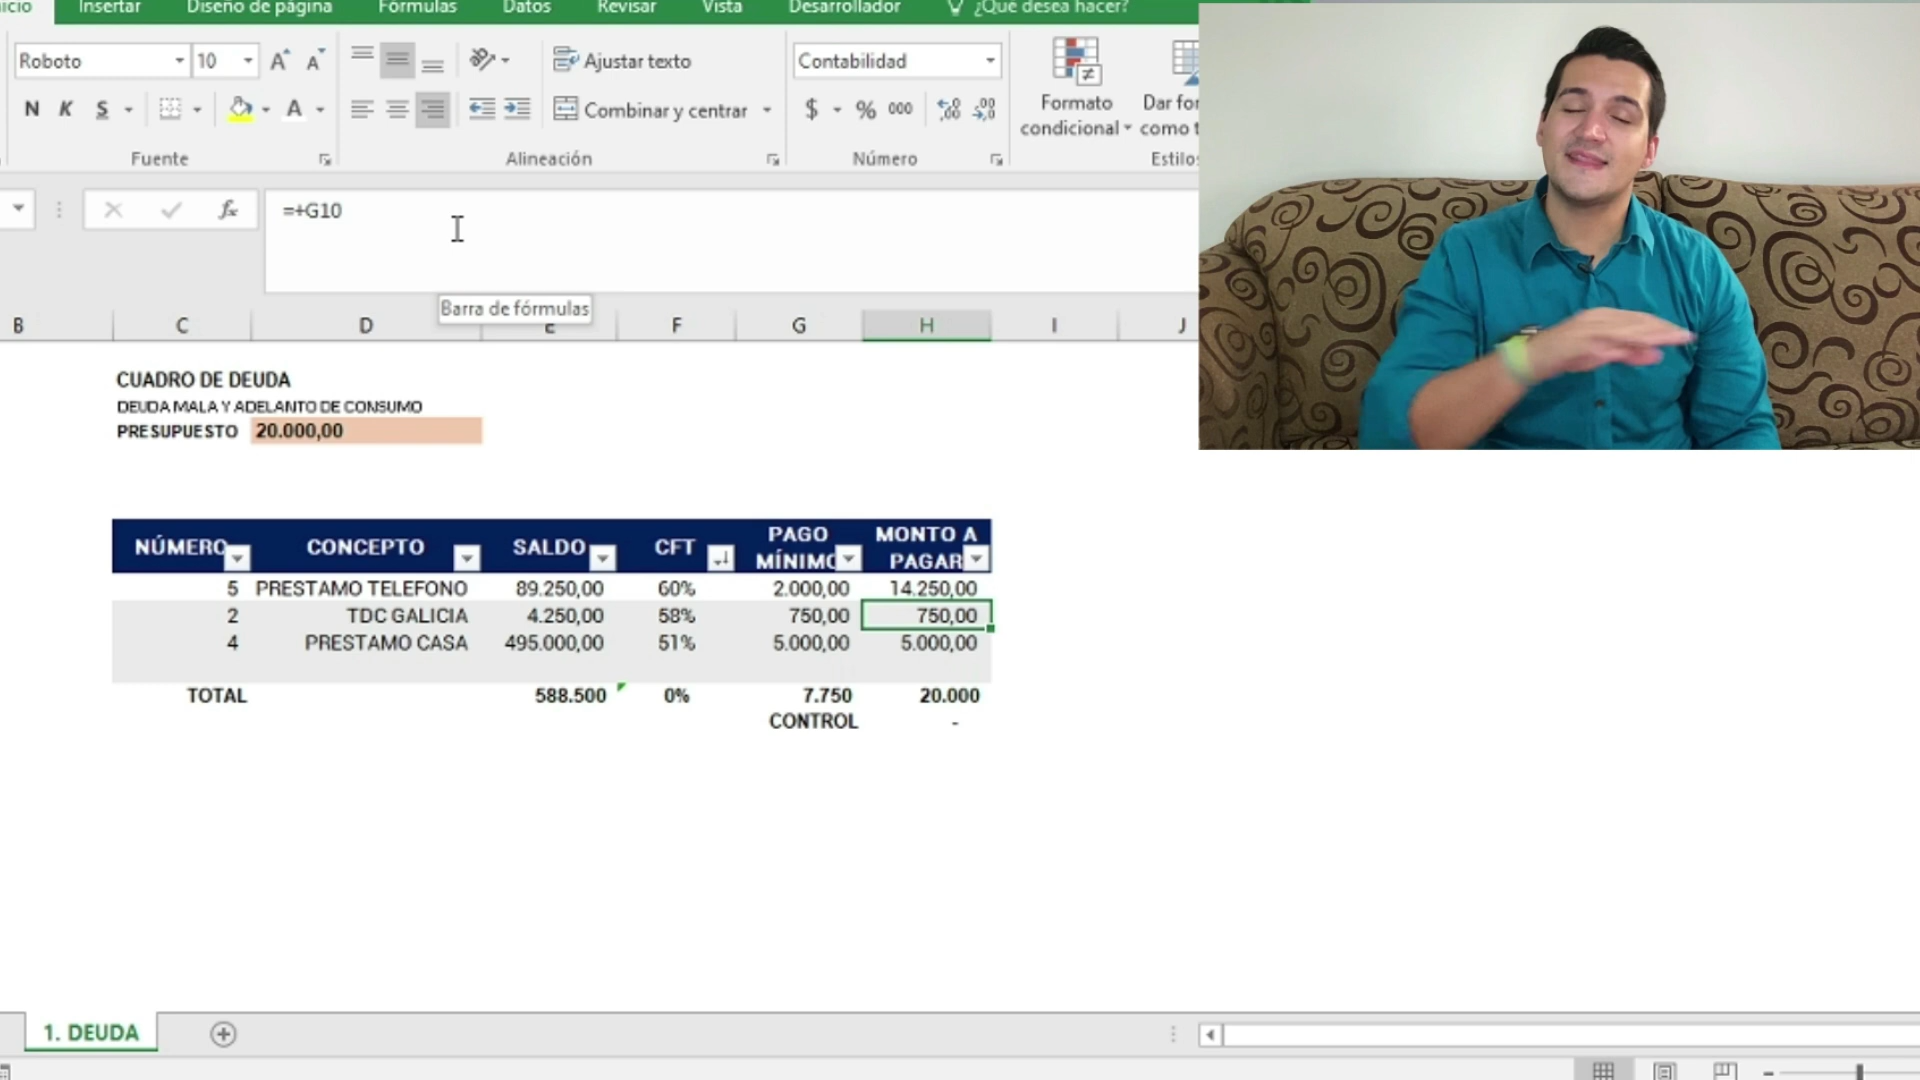 Insertar Diseño de página Fórmulas Datos Revisar Vista Desarrollador ¿Qué desea hacer?
Roboto 10 A A Ajustar texto Contabilidad
N K S A Combinar y centrar $ % 000
Formato condicional
Fuente Alineación Número
=+G10
Barra de fórmulas
B C D E F G H I J
CUADRO DE DEUDA
DEUDA MALA Y ADELANTO DE CONSUMO
PRESUPUESTO 20.000,00
NÚMERO CONCEPTO SALDO CFT PAGO MÍNIMO MONTO A PAGAR
5 PRESTAMO TELEFONO 89.250,00 60% 2.000,00 14.250,00
2 TDC GALICIA 4.250,00 58% 750,00 750,00
4 PRESTAMO CASA 495.000,00 51% 5.000,00 5.000,00
TOTAL 588.500 0% 7.750 20.000
CONTROL -
1. DEUDA